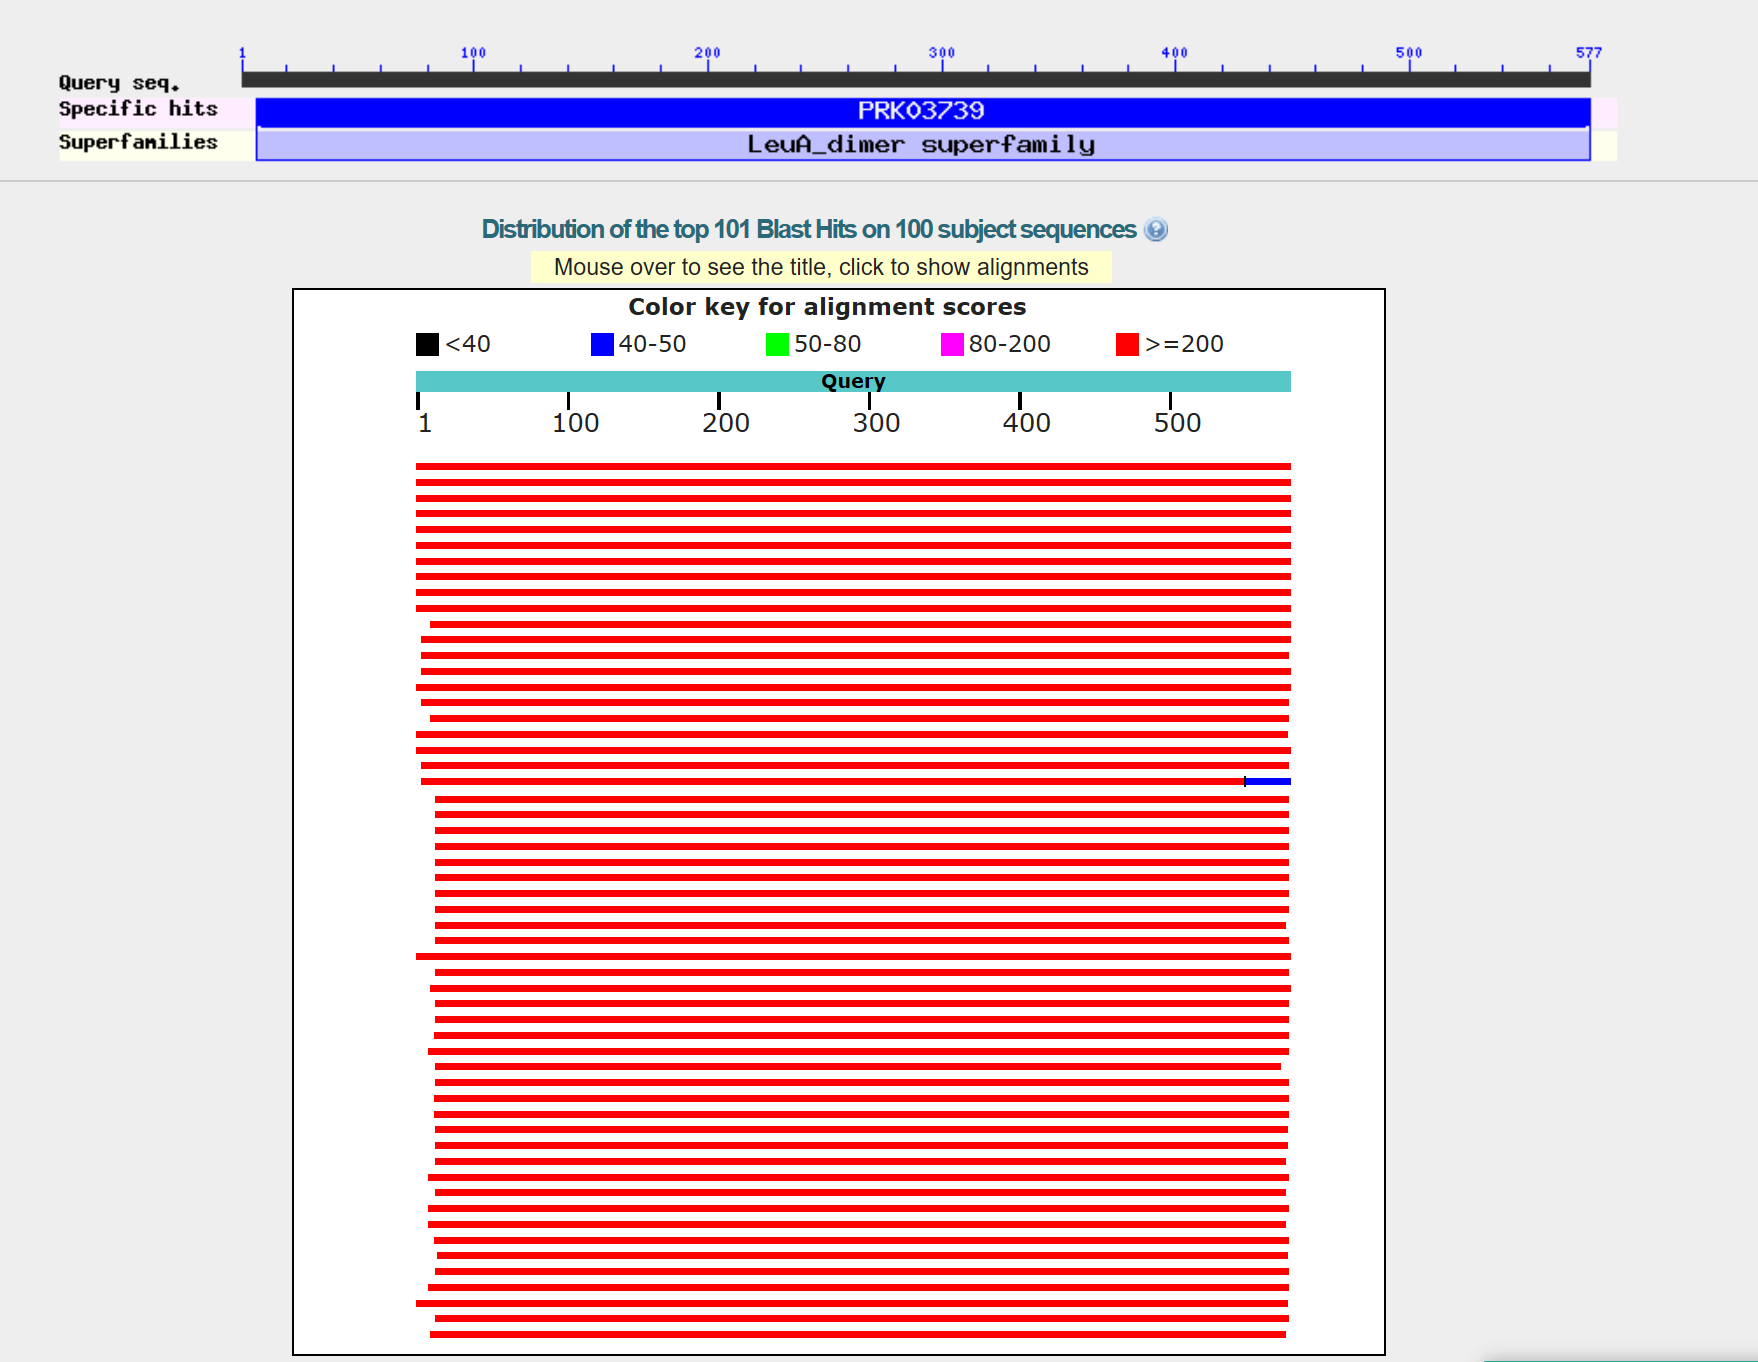 1 100 200 300 400 500 577
Query seq.
Specific hits PRK03739
Superfamilies LeuA_dimer superfamily
Distribution of the top 101 Blast Hits on 100 subject sequences ?
Mouse over to see the title, click to show alignments
Color key for alignment scores
<40 40-50 50-80 80-200 >=200
Query
1 100 200 300 400 500